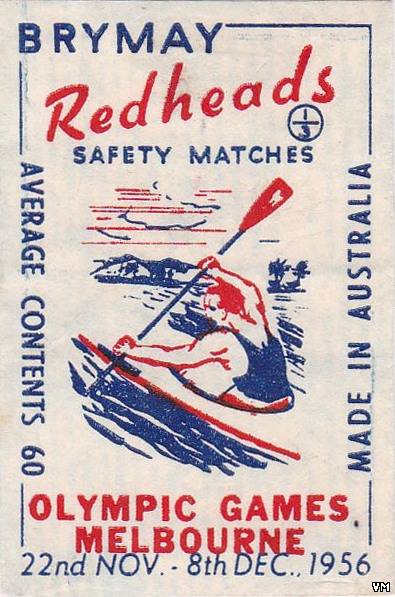 BRYMAY
Redheads
1/3
SAFETY MATCHES
AVERAGE CONTENTS 60
MADE IN AUSTRALIA
OLYMPIC GAMES
MELBOURNE
22nd NOV. - 8th DEC., 1956
VM